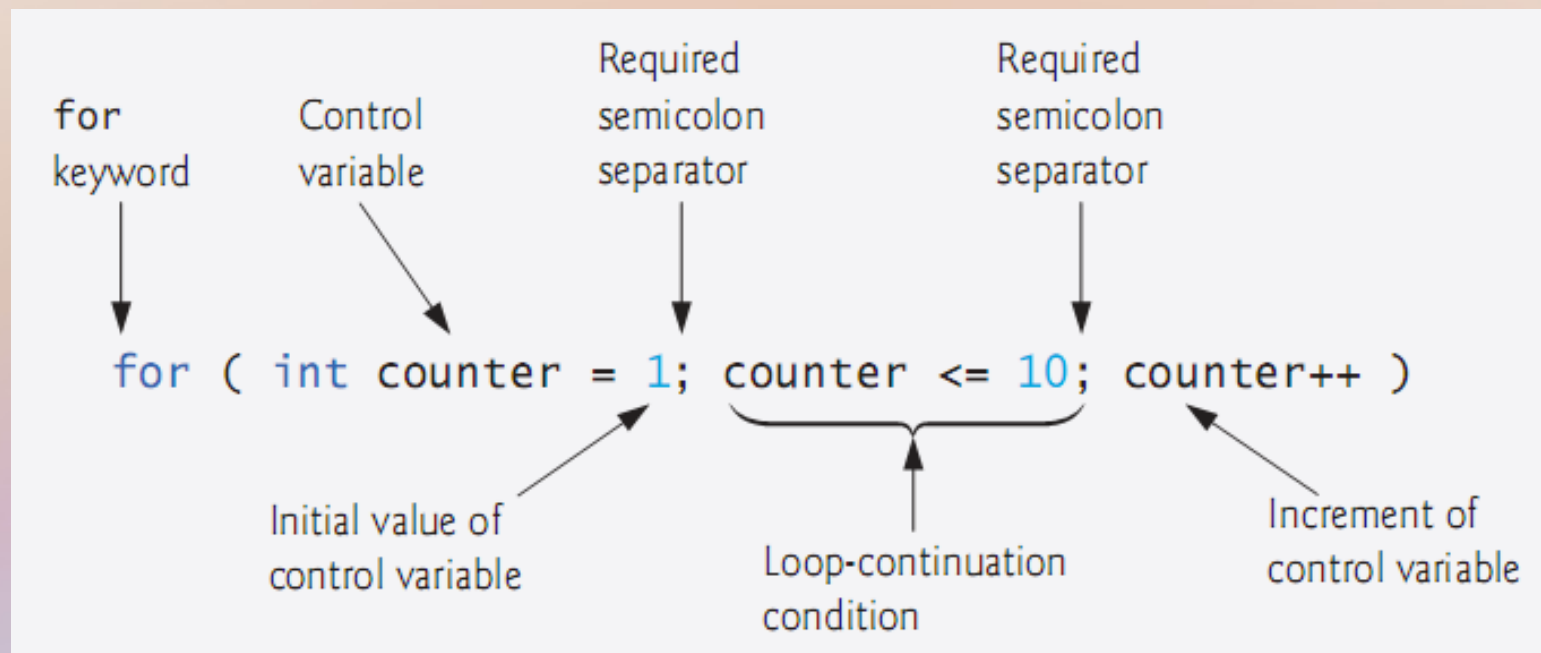 for
keyword
Control
variable
Required
semicolon
separator
Required
semicolon
separator
for ( int counter = 1; counter <= 10; counter++ )
Initial value of
control variable
Loop-continuation
condition
Increment of
control variable